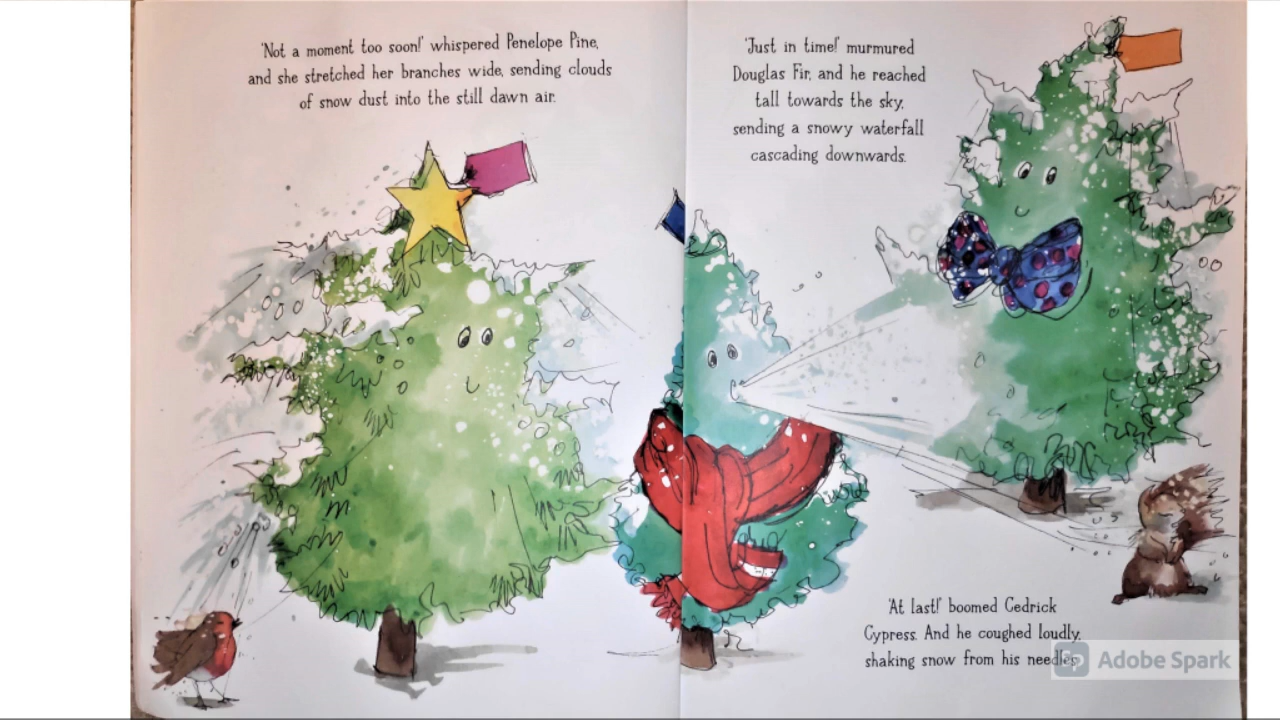 'Not a moment too soon!' whispered Penelope Pine,
and she stretched her branches wide, sending clouds
of snow dust into the still dawn air.
'Just in time!' murmured
Douglas Fir, and he reached
tall towards the sky,
sending a snowy waterfall
cascading downwards.
'At last!' boomed Cedrick
Cypress. And he coughed loudly,
shaking snow from his needles.
Sp Adobe Spark